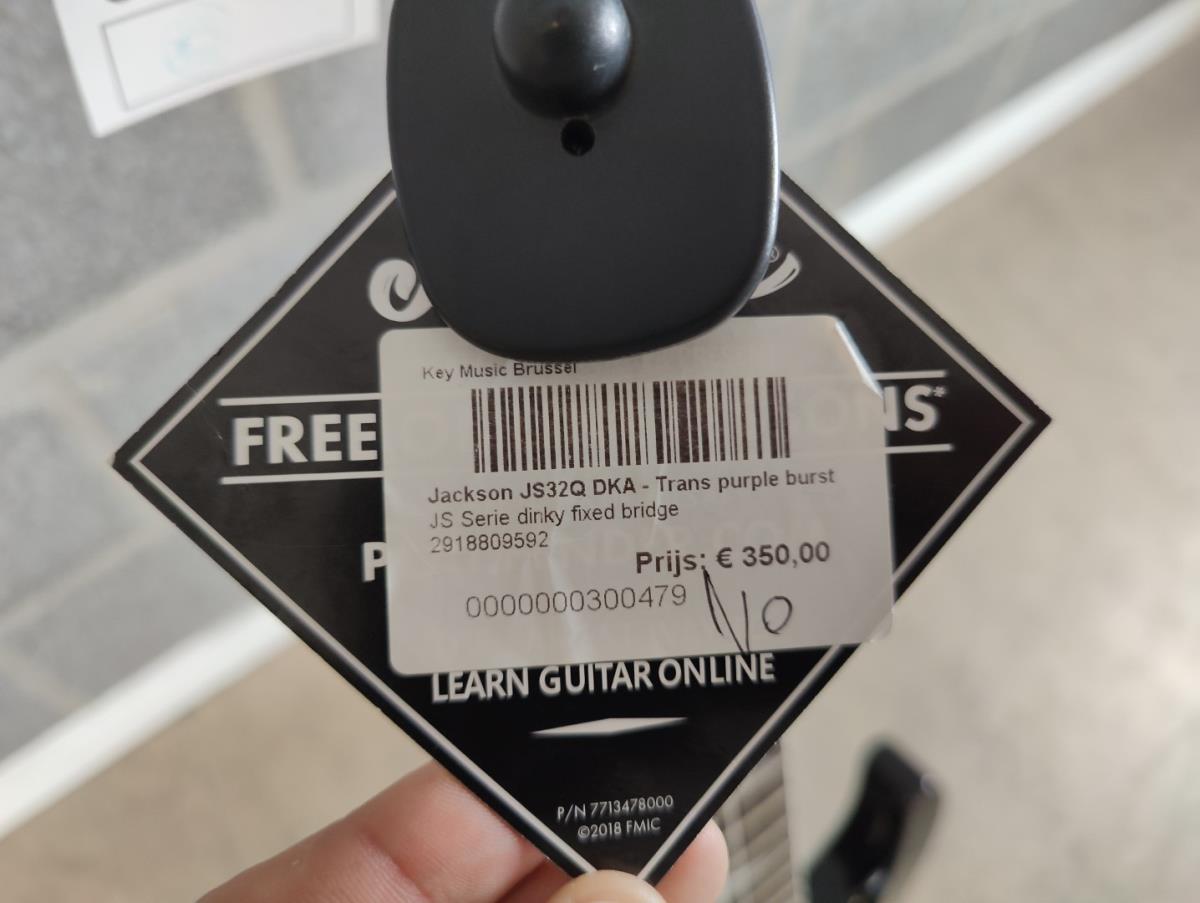 Key Music Brussel
FREE
ONS*
Jackson JS32Q DKA - Trans purple burst
JS Serie dinky fixed bridge
2918809592
Prijs: € 350,00
0000000300479
NO
LEARN GUITAR ONLINE
P/N 7713478000
©2018 FMIC